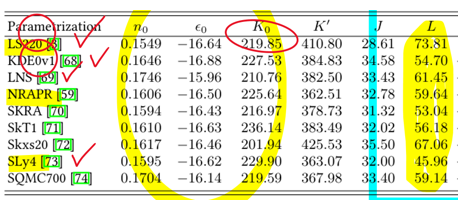 Parametrization n₀ ϵ₀ K₀ K′ J L
LS220 [8] 0.1549 −16.64 219.85 410.80 28.61 73.81
KDE0v1 [68] 0.1646 −16.88 227.53 384.83 34.58 54.70
LNS [69] 0.1746 −15.96 210.76 382.50 33.43 61.45
NRAPR [59] 0.1606 −16.50 225.64 362.51 32.78 59.64
SKRA [70] 0.1594 −16.43 216.97 378.73 31.32 53.04
SkT1 [71] 0.1610 −16.63 236.14 383.49 32.02 56.18
Skxs20 [72] 0.1617 −16.46 201.94 425.53 35.50 67.06
SLy4 [73] 0.1595 −16.62 229.90 363.07 32.00 45.96
SQMC700 [74] 0.1704 −16.14 219.59 367.98 33.40 59.14